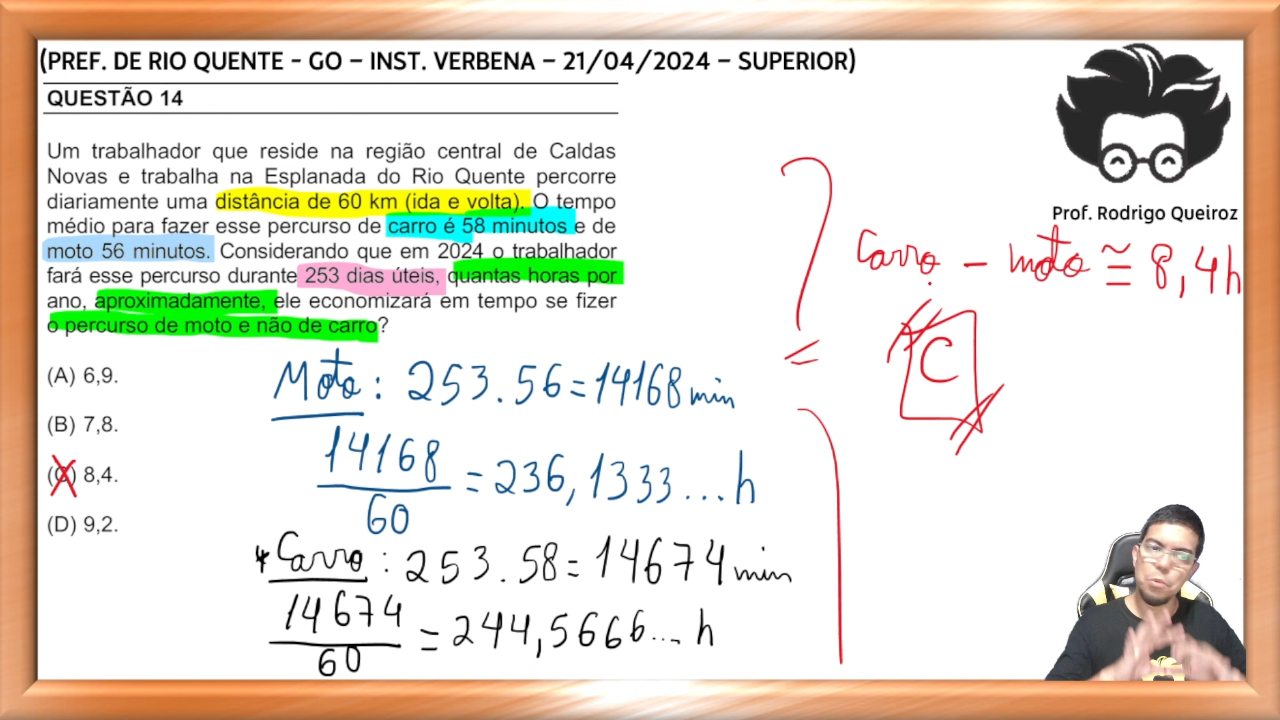 (PREF. DE RIO QUENTE - GO – INST. VERBENA – 21/04/2024 – SUPERIOR)
QUESTÃO 14
Um trabalhador que reside na região central de Caldas
Novas e trabalha na Esplanada do Rio Quente percorre
diariamente uma distância de 60 km (ida e volta). O tempo
médio para fazer esse percurso de carro é 58 minutos e de
moto 56 minutos. Considerando que em 2024 o trabalhador
fará esse percurso durante 253 dias úteis, quantas horas por
ano, aproximadamente, ele economizará em tempo se fizer
o percurso de moto e não de carro?
(A) 6,9.
(B) 7,8.
(C) 8,4.
(D) 9,2.
Moto: 253.56=14168min
14168
60
=236,1333...h
*Carro: 253.58=14674min
14674
60
=244,5666...h
Prof. Rodrigo Queiroz
Carro - moto ≅ 8,4h
C